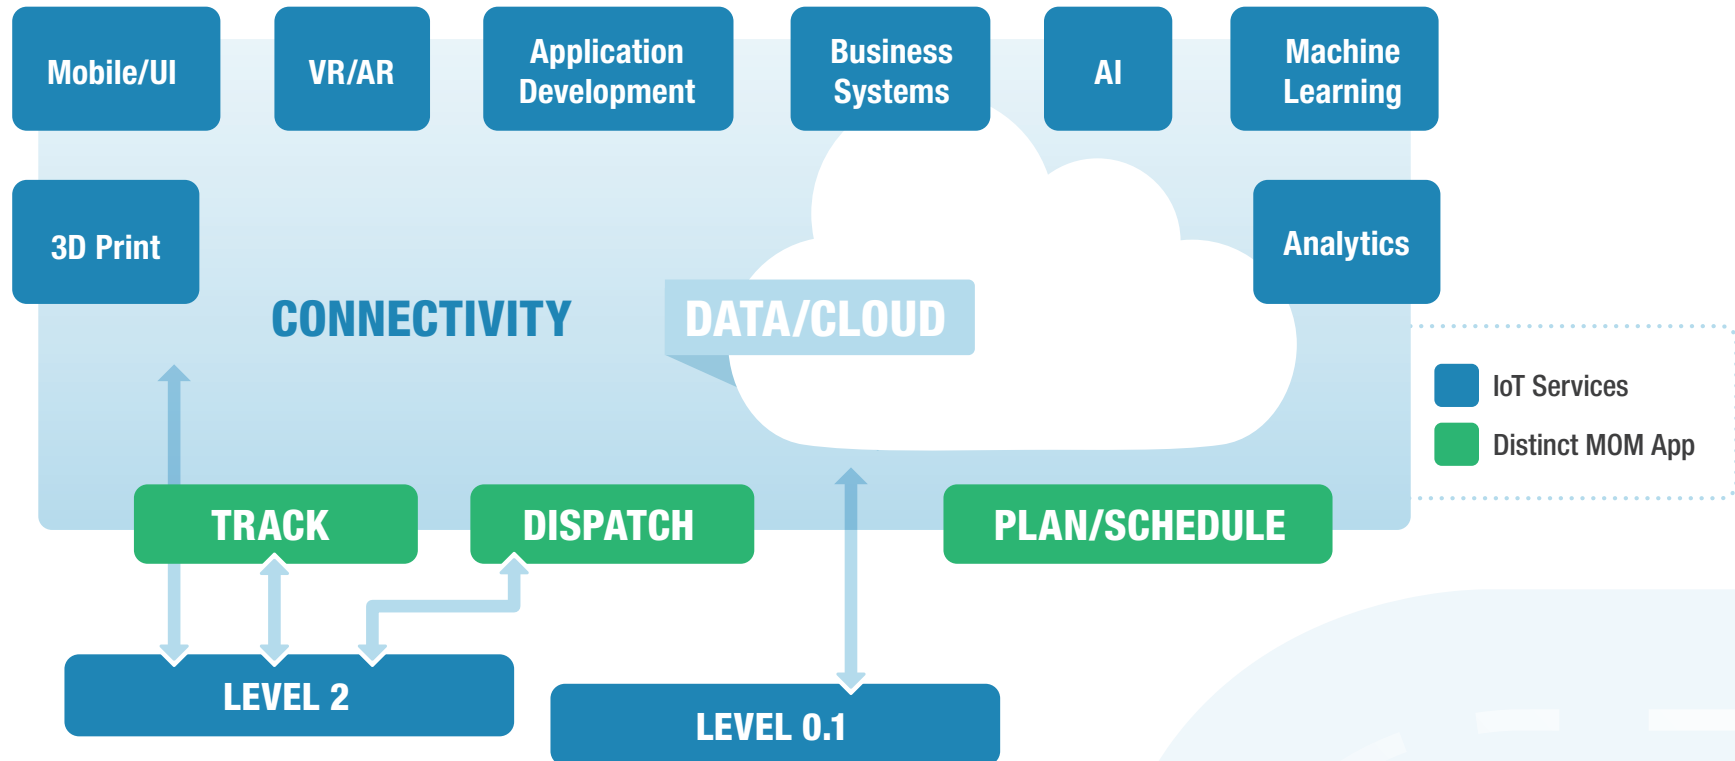 Mobile/UI
VR/AR
Application
Development
Business
Systems
AI
Machine
Learning
3D Print
Analytics
CONNECTIVITY
DATA/CLOUD
IoT Services
Distinct MOM App
TRACK
DISPATCH
PLAN/SCHEDULE
LEVEL 2
LEVEL 0.1